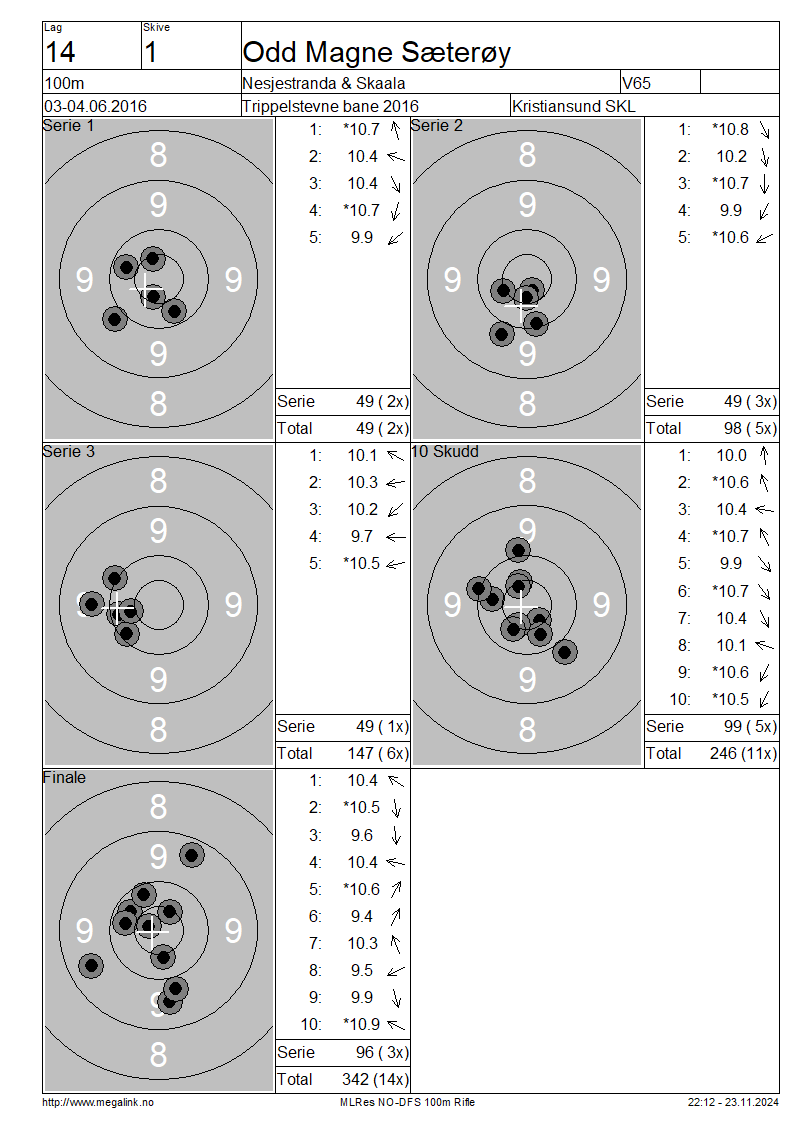 Lag
Skive
14
1
Odd Magne Sæterøy
100m
Nesjestranda & Skaala
V65
03-04.06.2016
Trippelstevne bane 2016
Kristiansund SKL
Serie 1
8
9
9
9
9
8
1: *10.7
2: 10.4
3: 10.4
4: *10.7
5: 9.9
Serie 49 ( 2x)
Total 49 ( 2x)
Serie 2
8
9
9
9
9
8
1: *10.8
2: 10.2
3: *10.7
4: 9.9
5: *10.6
Serie 49 ( 3x)
Total 98 ( 5x)
Serie 3
8
9
9
9
9
8
1: 10.1
2: 10.3
3: 10.2
4: 9.7
5: *10.5
Serie 49 ( 1x)
Total 147 ( 6x)
10 Skudd
8
9
9
9
9
8
1: 10.0
2: *10.6
3: 10.4
4: *10.7
5: 9.9
6: *10.7
7: 10.4
8: 10.1
9: *10.6
10: *10.5
Serie 99 ( 5x)
Total 246 (11x)
Finale
8
9
9
9
9
8
1: 10.4
2: *10.5
3: 9.6
4: 10.4
5: *10.6
6: 9.4
7: 10.3
8: 9.5
9: 9.9
10: *10.9
Serie 96 ( 3x)
Total 342 (14x)
http://www.megalink.no
MLRes NO-DFS 100m Rifle
22:12 - 23.11.2024